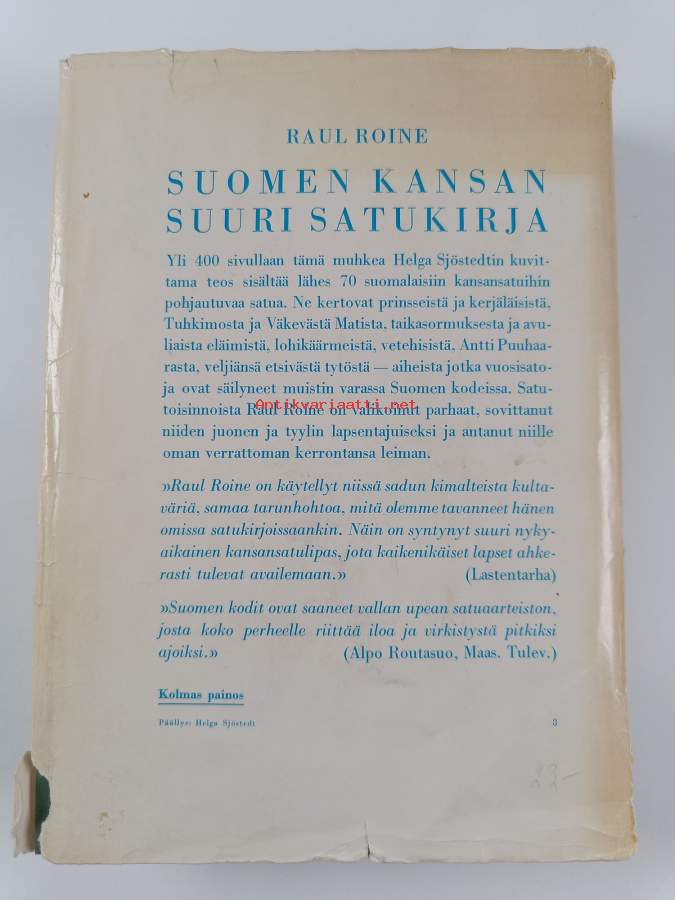 RAUL ROINE
SUOMEN KANSAN
SUURI SATUKIRJA
Yli 400 sivullaan tämä muhkea Helga Sjöstedtin kuvit-
tama teos sisältää lähes 70 suomalaisiin kansansatuihin
pohjautuvaa satua. Ne kertovat prinsseistä ja kerjäläisistä,
Tuhkimosta ja Väkevästä Matista, taikasormuksesta ja avu-
liaista eläimistä, lohikäärmeistä, vetehisistä, Antti Puuhaa-
rasta, veljiänsä etsivästä tytöstä — aiheista jotka vuosisato-
ja ovat säilyneet muistin varassa Suomen kodeissa. Satu-
toisinnoista Raul Roine on valikoinut parhaat, sovittanut
Antikvariaatti.net
niiden juonen ja tyylin lapsentajuiseksi ja antanut niille
oman verrattoman kerrontansa leiman.
»Raul Roine on käytellyt niissä sadun kimalteista kulta-
väriä, samaa tarunhohtoa, mitä olemme tavanneet hänen
omissa satukirjoissaankin. Näin on syntynyt suuri nyky-
aikainen kansansatulipas, jota kaikenikäiset lapset ahke-
rasti tulevat availemaan.» (Lastentarha)
»Suomen kodit ovat saaneet vallan upean satuaarteiston,
josta koko perheelle riittää iloa ja virkistystä pitkiksi
ajoiksi.» (Alpo Routasuo, Maas. Tulev.)
Kolmas painos
Päällys: Helga Sjöstedt 3
23-